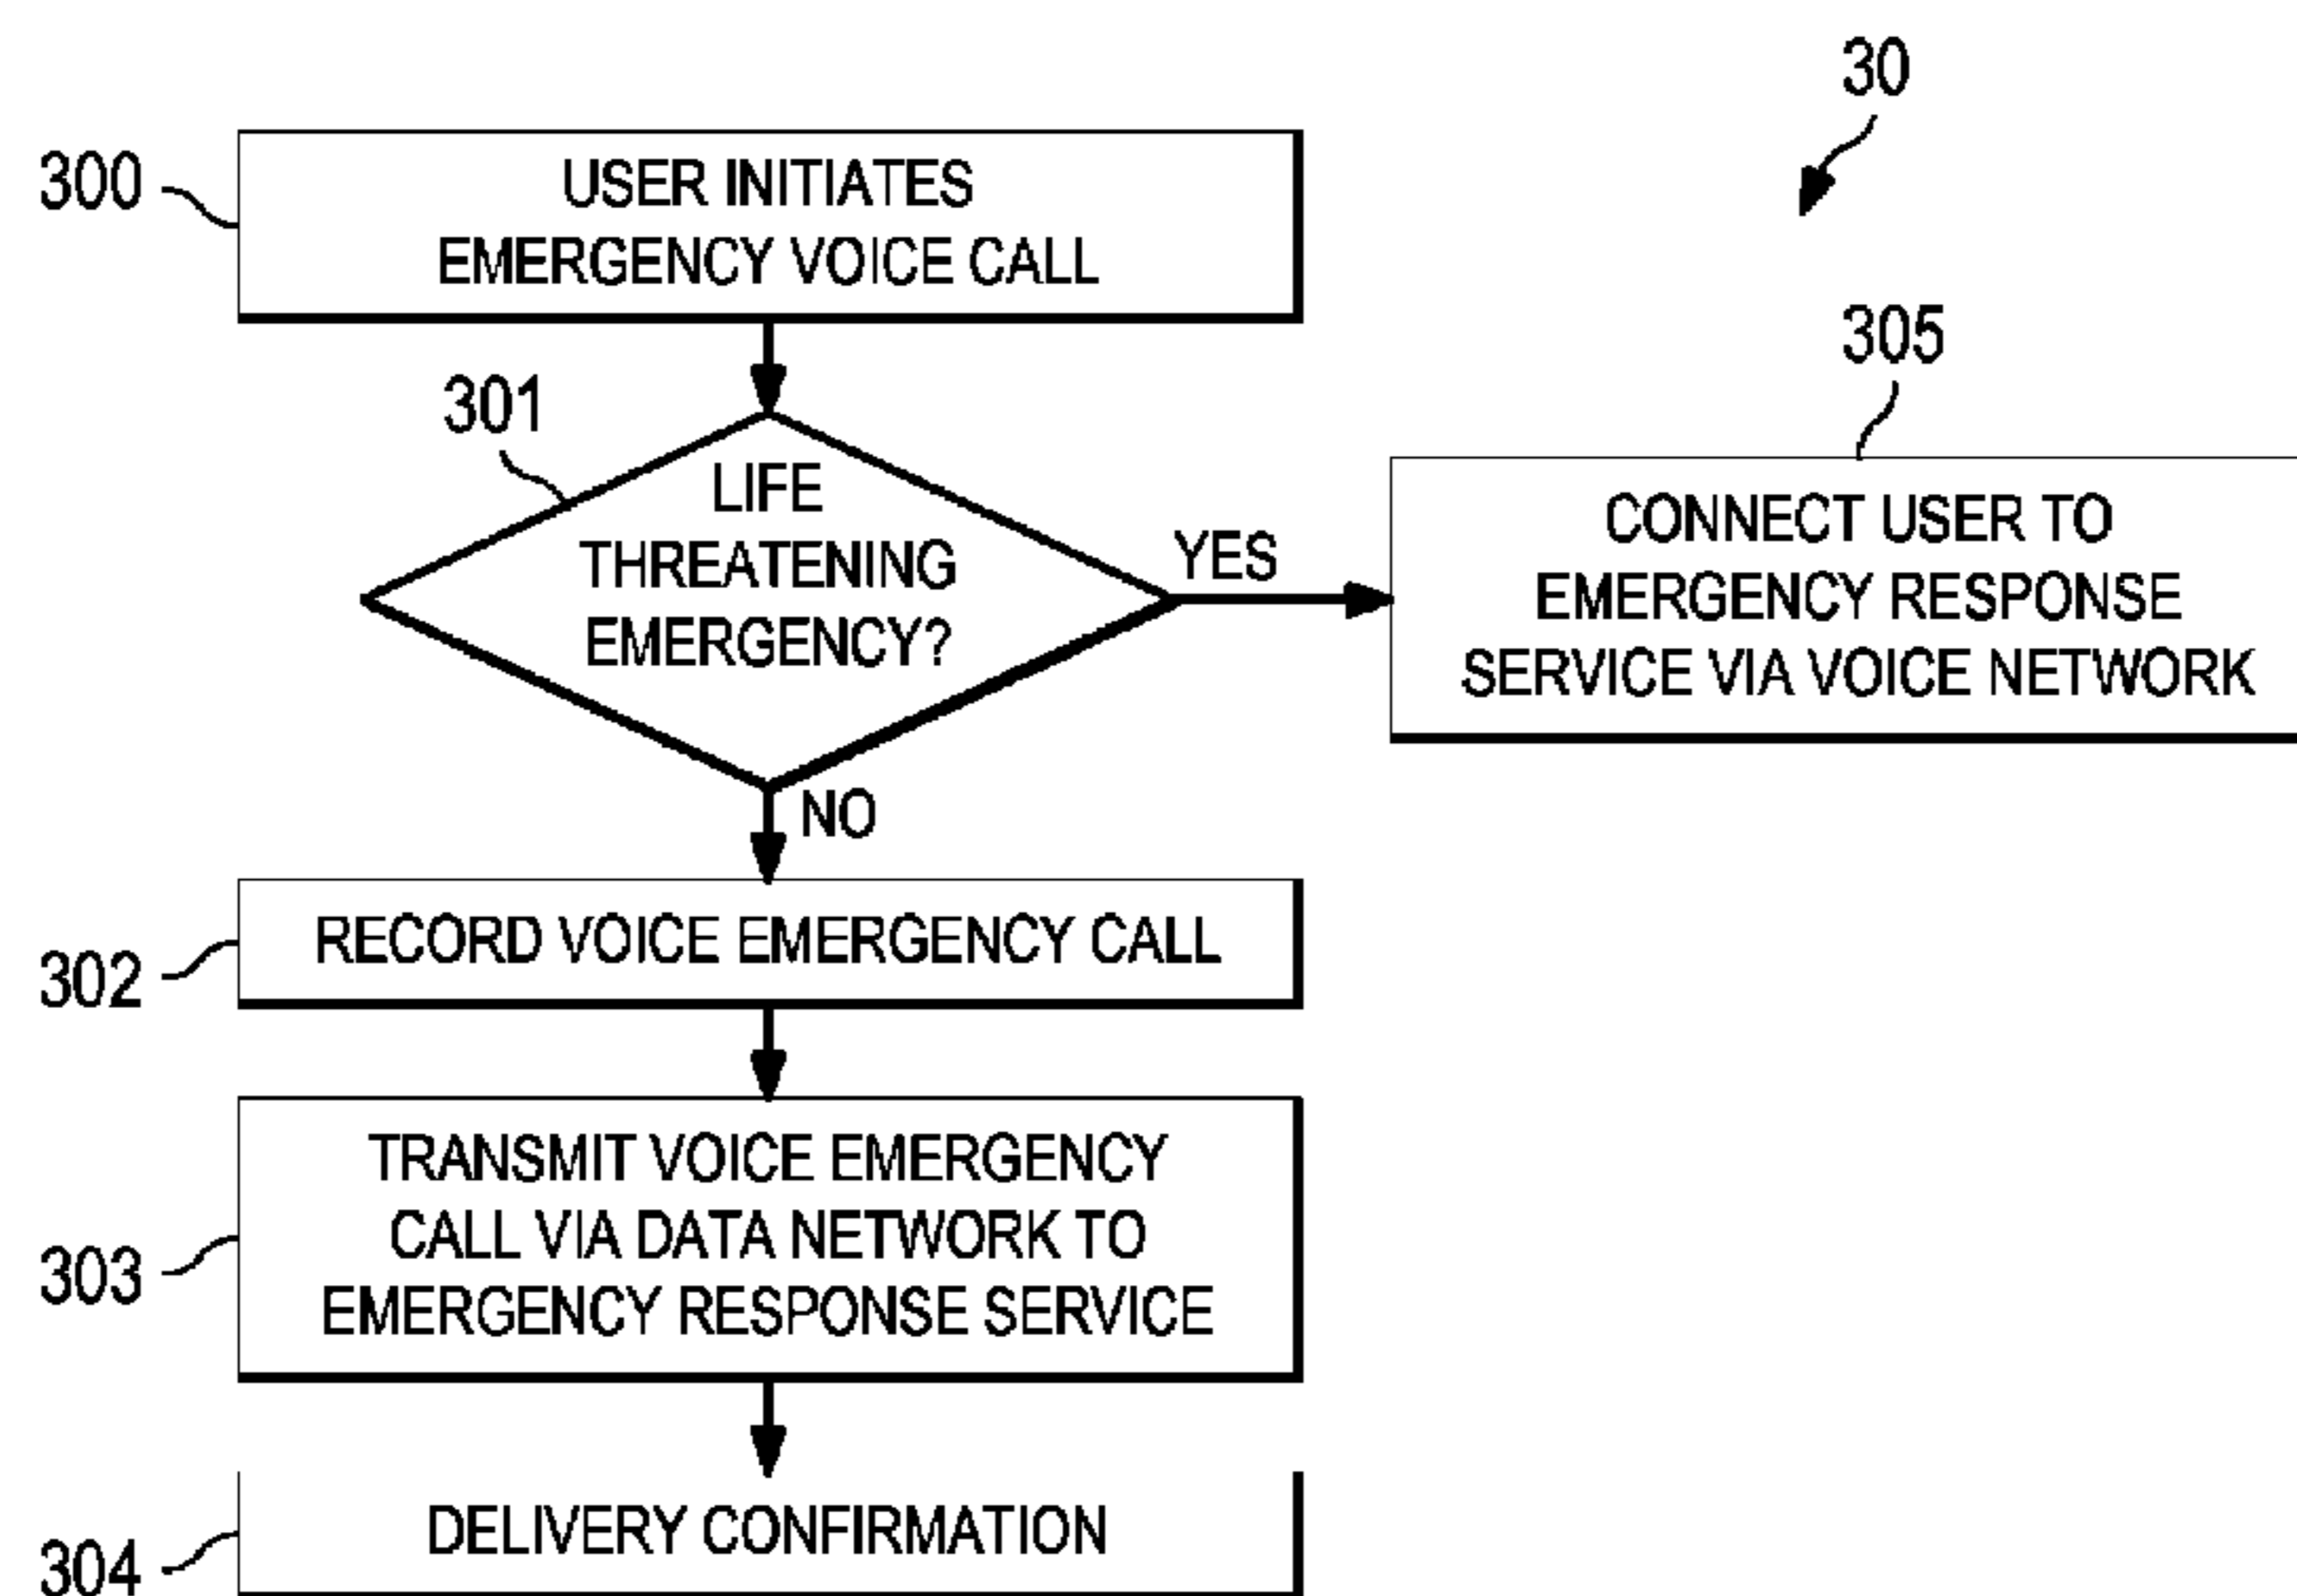 30
300
USER INITIATES
EMERGENCY VOICE CALL
305
301
LIFE
THREATENING
EMERGENCY?
YES
CONNECT USER TO
EMERGENCY RESPONSE
SERVICE VIA VOICE NETWORK
NO
302
RECORD VOICE EMERGENCY CALL
303
TRANSMIT VOICE EMERGENCY
CALL VIA DATA NETWORK TO
EMERGENCY RESPONSE SERVICE
304
DELIVERY CONFIRMATION